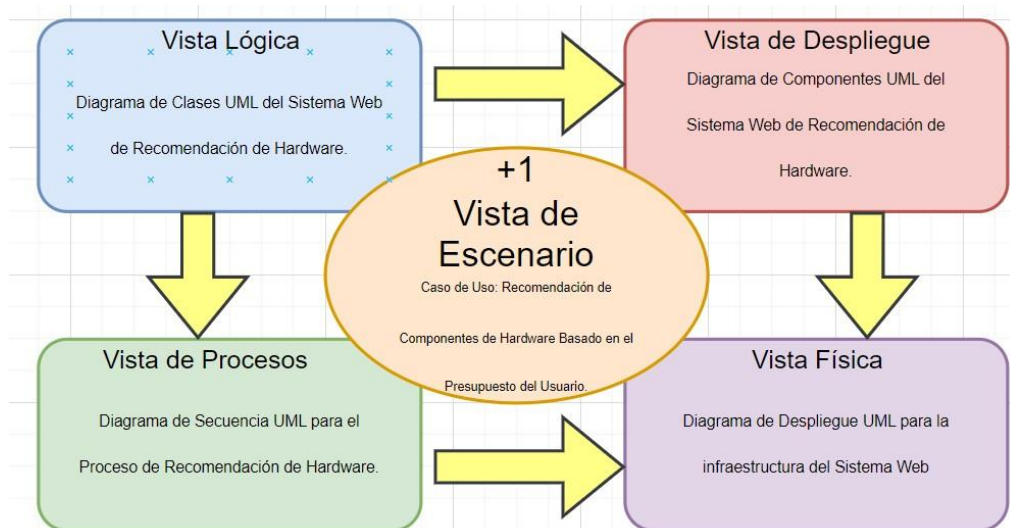 Vista Lógica
Diagrama de Clases UML del Sistema Web
de Recomendación de Hardware.
Vista de Despliegue
Diagrama de Componentes UML del
Sistema Web de Recomendación de
Hardware.
+1
Vista de
Escenario
Caso de Uso: Recomendación de
Componentes de Hardware Basado en el
Presupuesto del Usuario.
Vista de Procesos
Diagrama de Secuencia UML para el
Proceso de Recomendación de Hardware.
Vista Física
Diagrama de Despliegue UML para la
infraestructura del Sistema Web